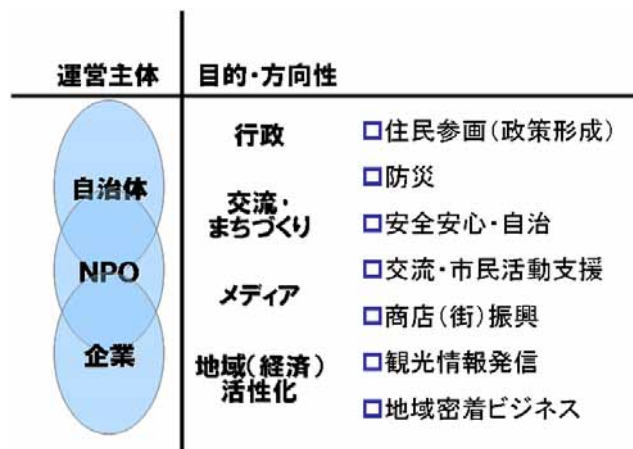 運営主体
目的・方向性
自治体
NPO
企業
行政
交流・
まちづくり
メディア
地域(経済)
活性化
住民参画(政策形成)
防災
安全安心・自治
交流・市民活動支援
商店(街)振興
観光情報発信
地域密着ビジネス